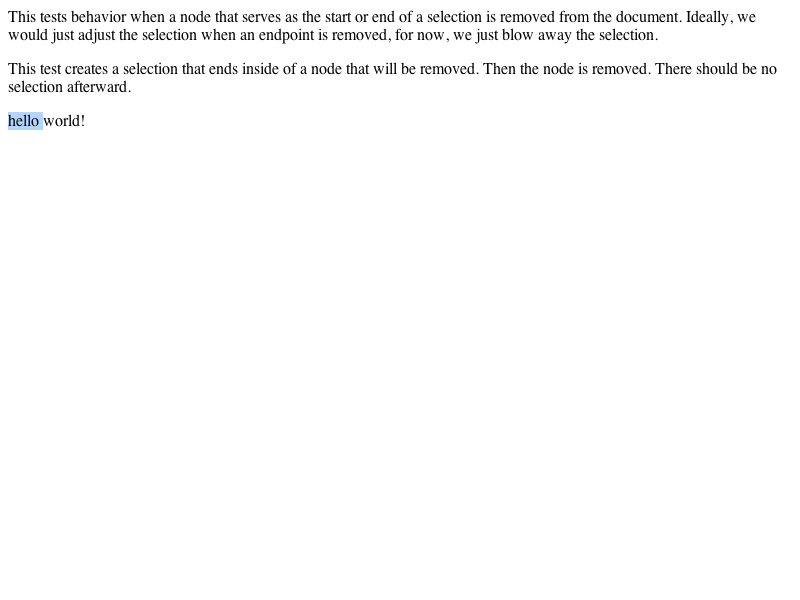 This tests behavior when a node that serves as the start or end of a selection is removed from the document. Ideally, we
would just adjust the selection when an endpoint is removed, for now, we just blow away the selection.
This test creates a selection that ends inside of a node that will be removed. Then the node is removed. There should be no
selection afterward.
hello world!